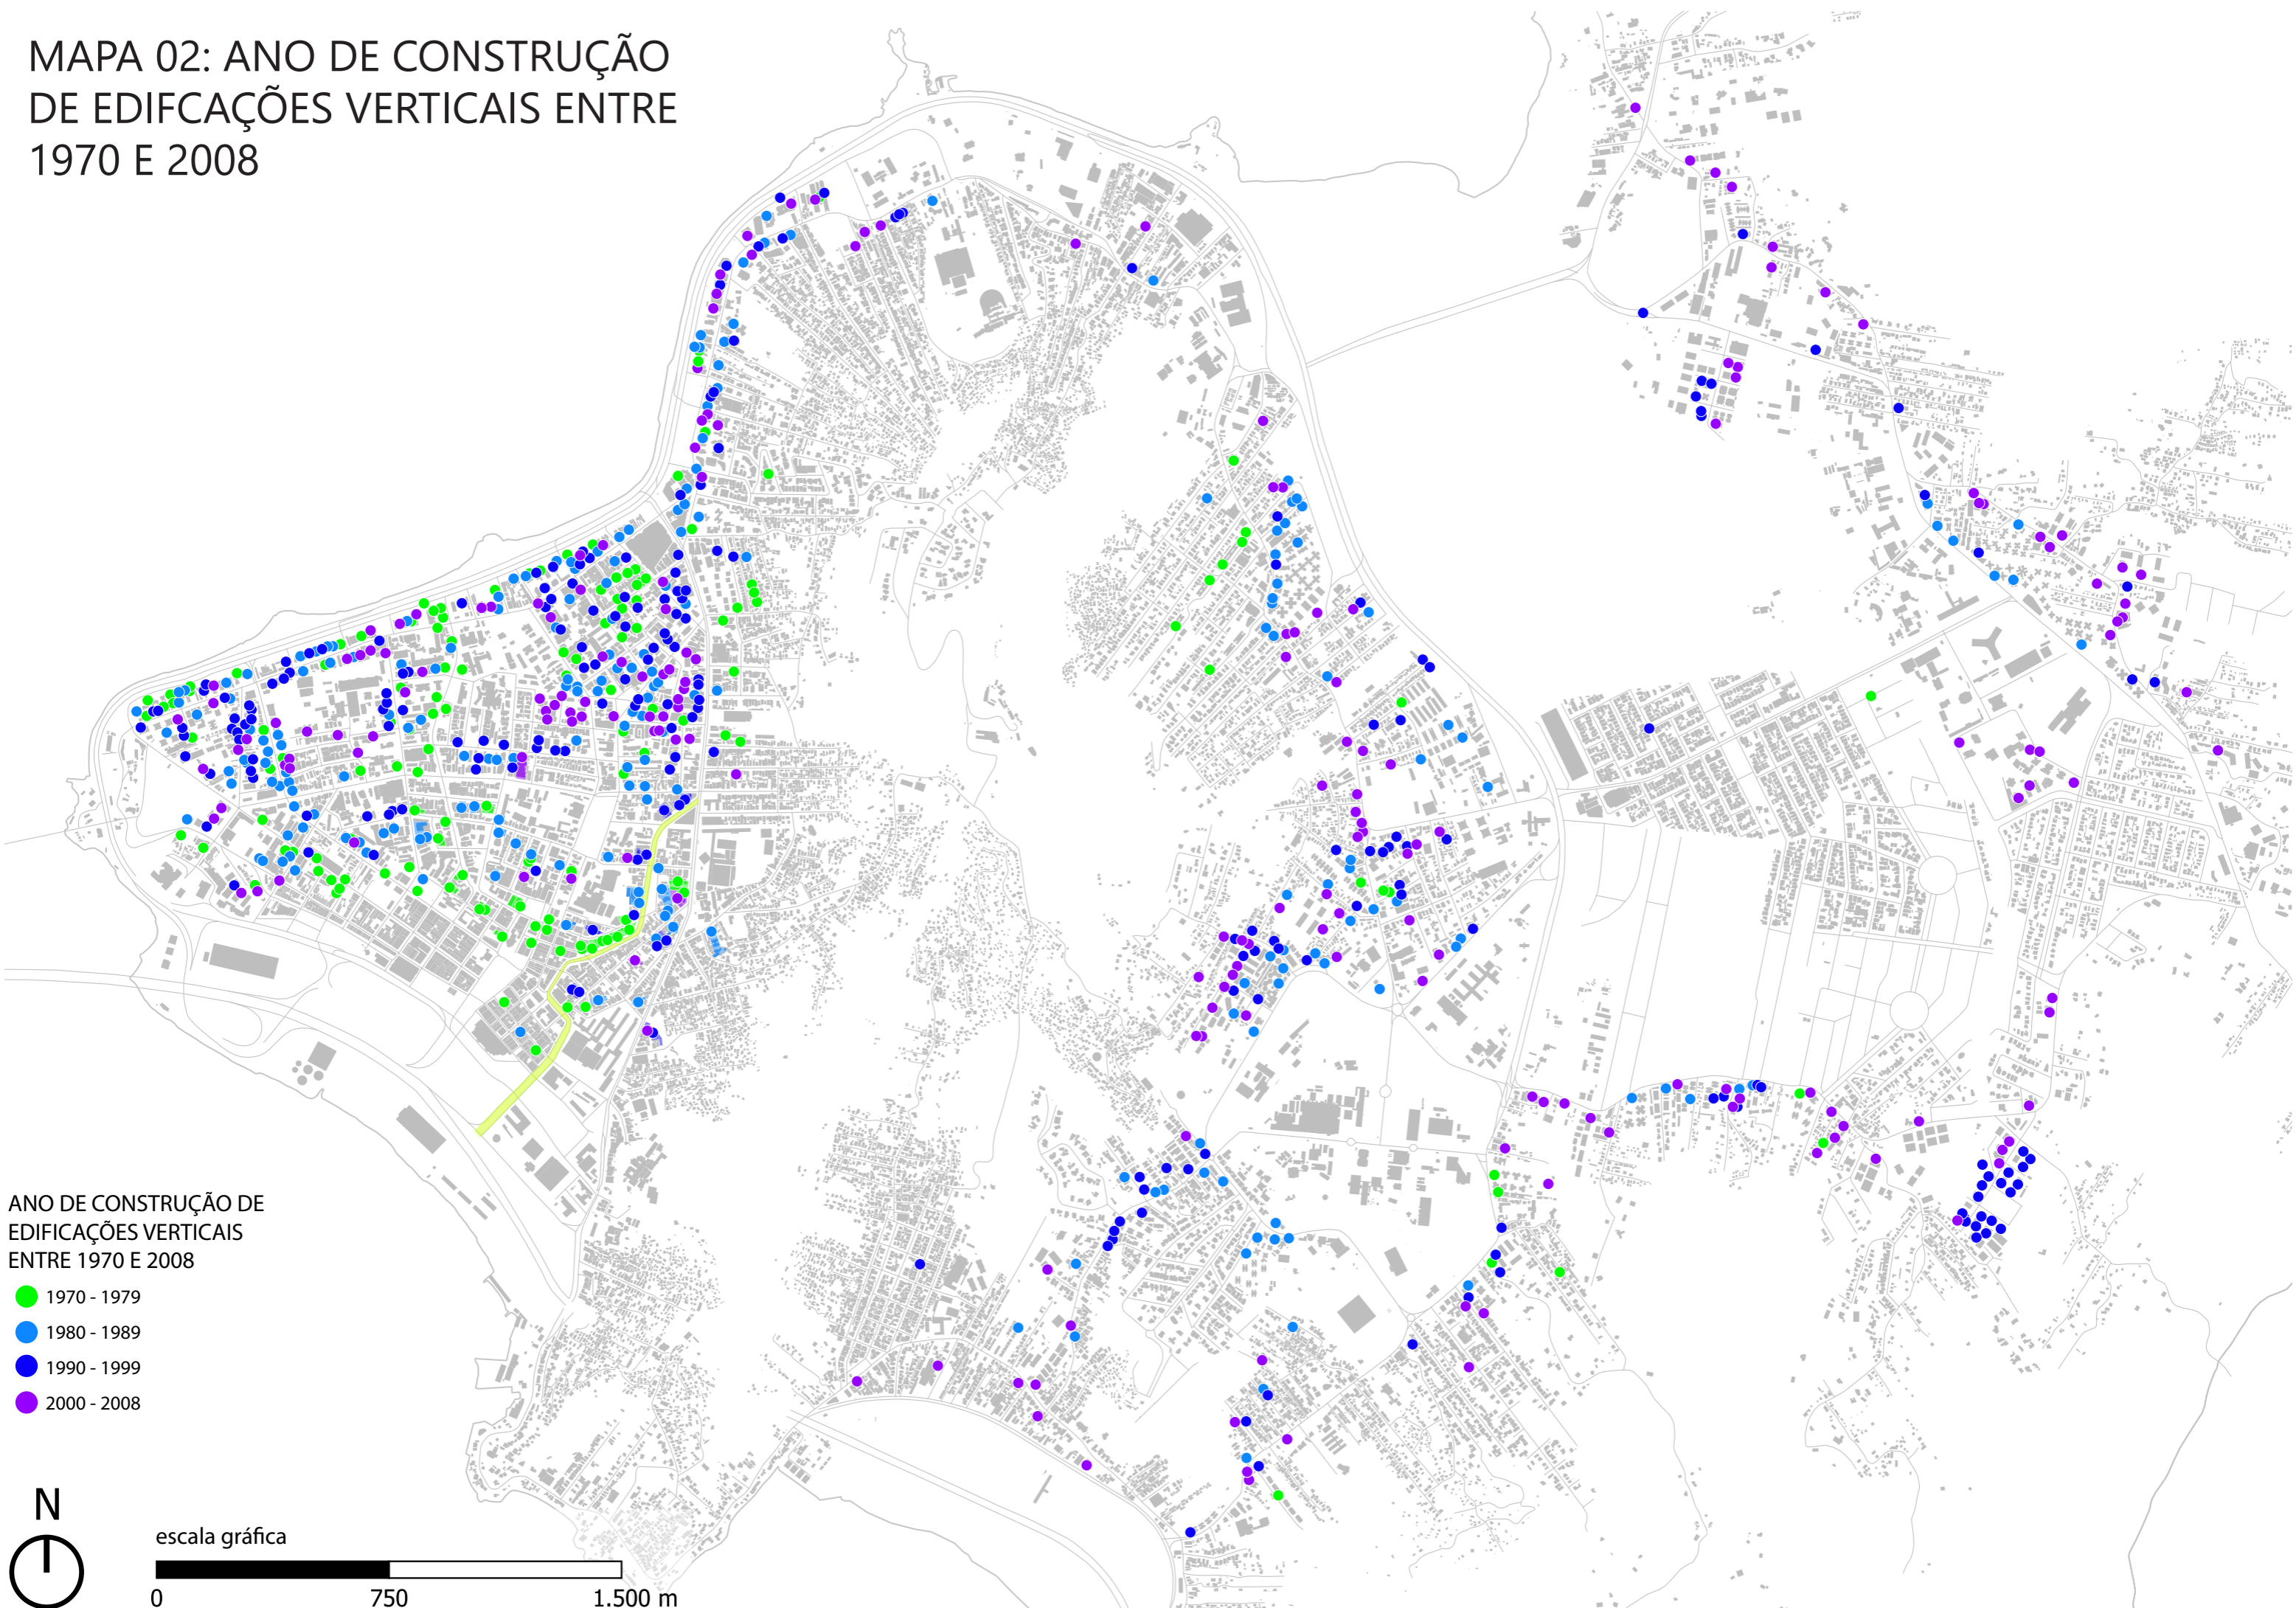 MAPA 02: ANO DE CONSTRUÇÃO
DE EDIFCAÇÕES VERTICAIS ENTRE
1970 E 2008
ANO DE CONSTRUÇÃO DE
EDIFICAÇÕES VERTICAIS
ENTRE 1970 E 2008
1970 - 1979
1980 - 1989
1990 - 1999
2000 - 2008
N
escala gráfica
0 750 1.500 m